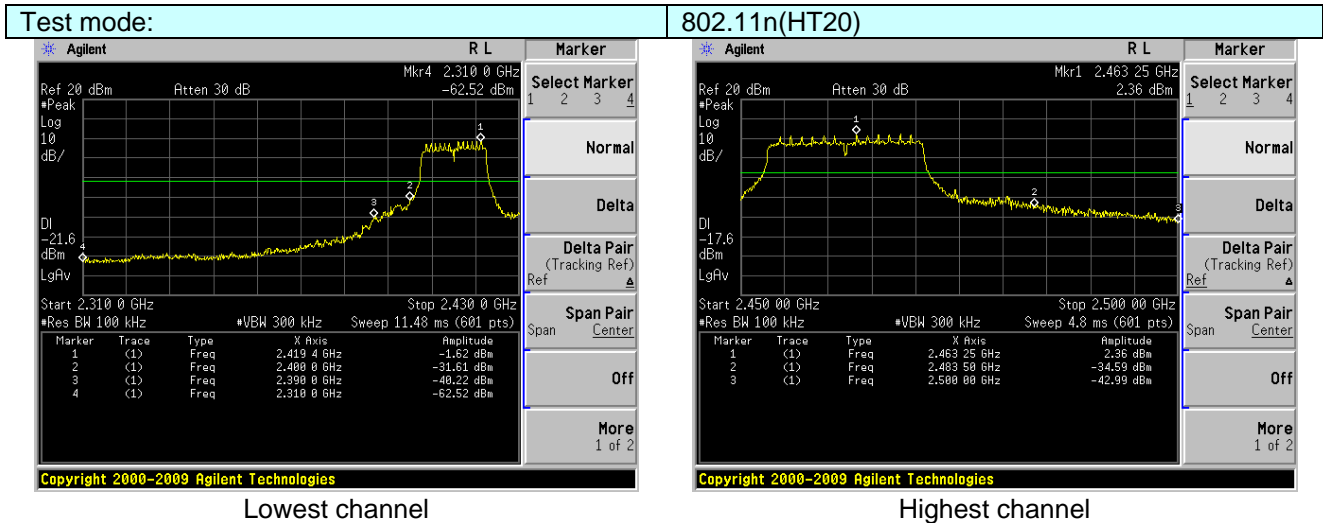 Test mode: 802.11n(HT20)
Agilent R L Marker
Mkr4 2.310 0 GHz
Ref 20 dBm Atten 30 dB -62.52 dBm
#Peak
Log
10
dB/
1
2
3
4
DI
-21.6
dBm
LgAv
Start 2.310 0 GHz Stop 2.430 0 GHz
#Res BW 100 kHz #VBW 300 kHz Sweep 11.48 ms (601 pts)
Marker Trace Type X Axis Amplitude
1 (1) Freq 2.419 4 GHz -1.62 dBm
2 (1) Freq 2.400 0 GHz -31.61 dBm
3 (1) Freq 2.390 0 GHz -40.22 dBm
4 (1) Freq 2.310 0 GHz -62.52 dBm
Select Marker
1 2 3 4
Normal
Delta
Delta Pair
(Tracking Ref)
Ref Δ
Span Pair
Span Center
Off
More
1 of 2
Copyright 2000-2009 Agilent Technologies
Lowest channel
Agilent R L Marker
Mkr1 2.463 25 GHz
Ref 20 dBm Atten 30 dB 2.36 dBm
#Peak
Log
10
dB/
1
2
3
DI
-17.6
dBm
LgAv
Start 2.450 00 GHz Stop 2.500 00 GHz
#Res BW 100 kHz #VBW 300 kHz Sweep 4.8 ms (601 pts)
Marker Trace Type X Axis Amplitude
1 (1) Freq 2.463 25 GHz 2.36 dBm
2 (1) Freq 2.483 50 GHz -34.59 dBm
3 (1) Freq 2.500 00 GHz -42.99 dBm
Select Marker
1 2 3 4
Normal
Delta
Delta Pair
(Tracking Ref)
Ref Δ
Span Pair
Span Center
Off
More
1 of 2
Copyright 2000-2009 Agilent Technologies
Highest channel